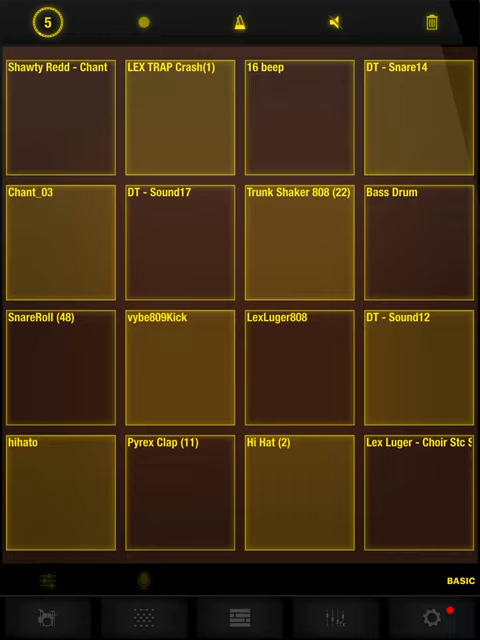 5
Shawty Redd - Chant
LEX TRAP Crash(1)
16 beep
DT - Snare14
Chant_03
DT - Sound17
Trunk Shaker 808 (22)
Bass Drum
SnareRoll (48)
vybe809Kick
LexLuger808
DT - Sound12
hihato
Pyrex Clap (11)
Hi Hat (2)
Lex Luger - Choir Stc S
BASIC